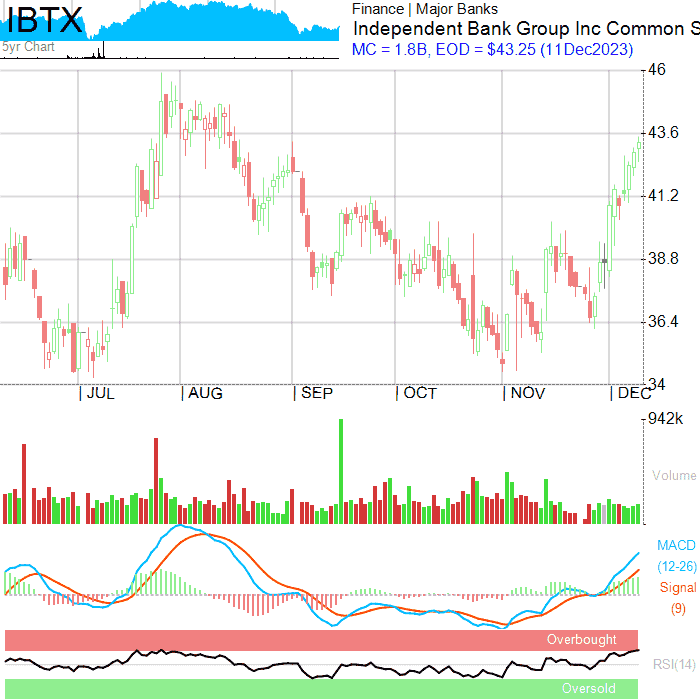 IBTX
Finance | Major Banks
Independent Bank Group Inc Common S
5yr Chart
MC = 1.8B, EOD = $43.25 (11Dec2023)
46
43.6
41.2
38.8
36.4
34
| JUL | AUG | SEP | OCT | NOV | DEC
942k
Volume
MACD
(12-26)
Signal
(9)
Overbought
RSI(14)
Oversold